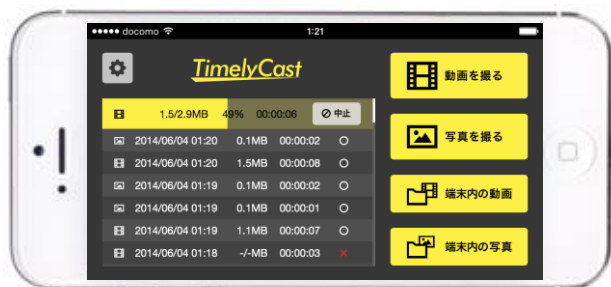 docomo 1:21
TimelyCast
1.5/2.9MB 49% 00:00:06 中止
2014/06/04 01:20 0.1MB 00:00:02
2014/06/04 01:20 1.5MB 00:00:08
2014/06/04 01:19 0.1MB 00:00:02
2014/06/04 01:19 0.1MB 00:00:01
2014/06/04 01:19 1.1MB 00:00:07
2014/06/04 01:18 -/-MB 00:00:03
動画を撮る
写真を撮る
端末内の動画
端末内の写真